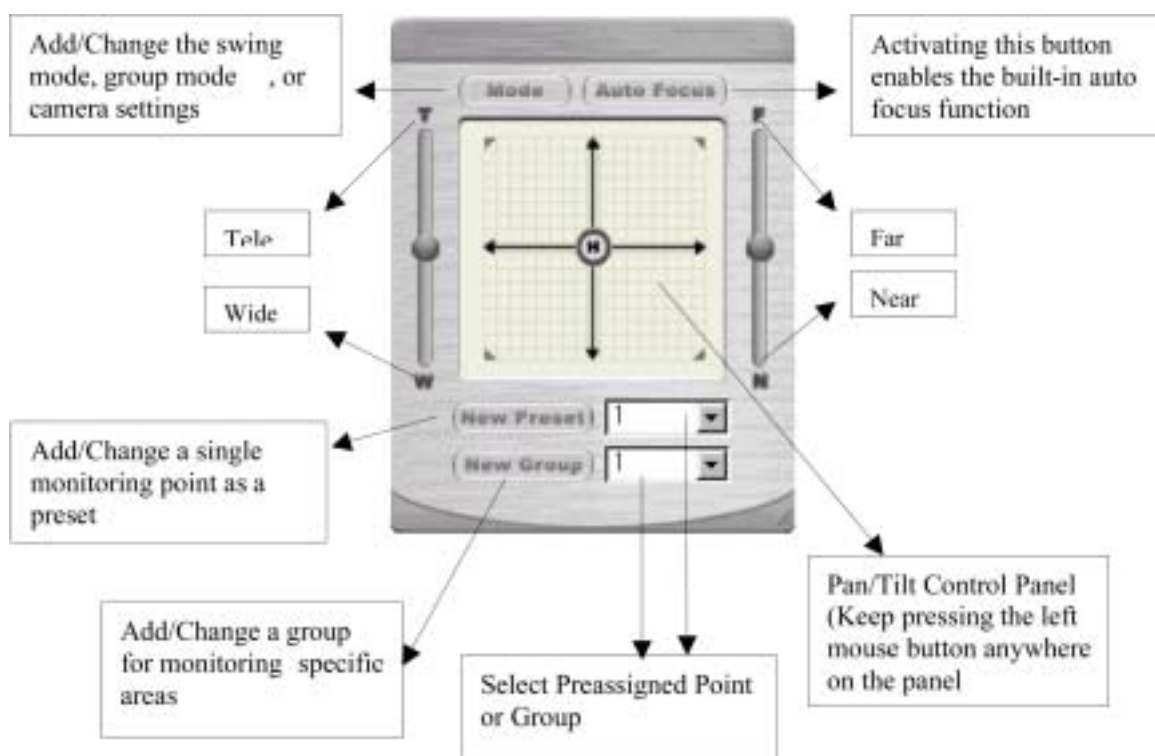 Add/Change the swing
mode, group mode , or
camera settings
Activating this button
enables the built-in auto
focus function
Mode
Auto Focus
T
F
Tele
Far
H
Wide
Near
W
N
New Preset
1
New Group
1
Add/Change a single
monitoring point as a
preset
Add/Change a group
for monitoring specific
areas
Select Preassigned Point
or Group
Pan/Tilt Control Panel
(Keep pressing the left
mouse button anywhere
on the panel